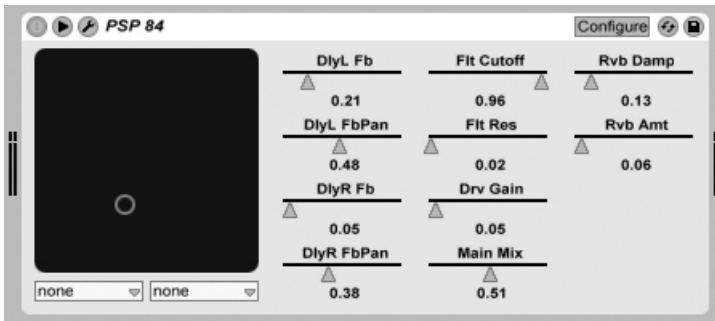 PSP 84 Configure
DlyL Fb Flt Cutoff Rvb Damp
0.21 0.96 0.13
DlyL FbPan Flt Res Rvb Amt
0.48 0.02 0.06
DlyR Fb Drv Gain
0.05 0.05
DlyR FbPan Main Mix
none none 0.38 0.51